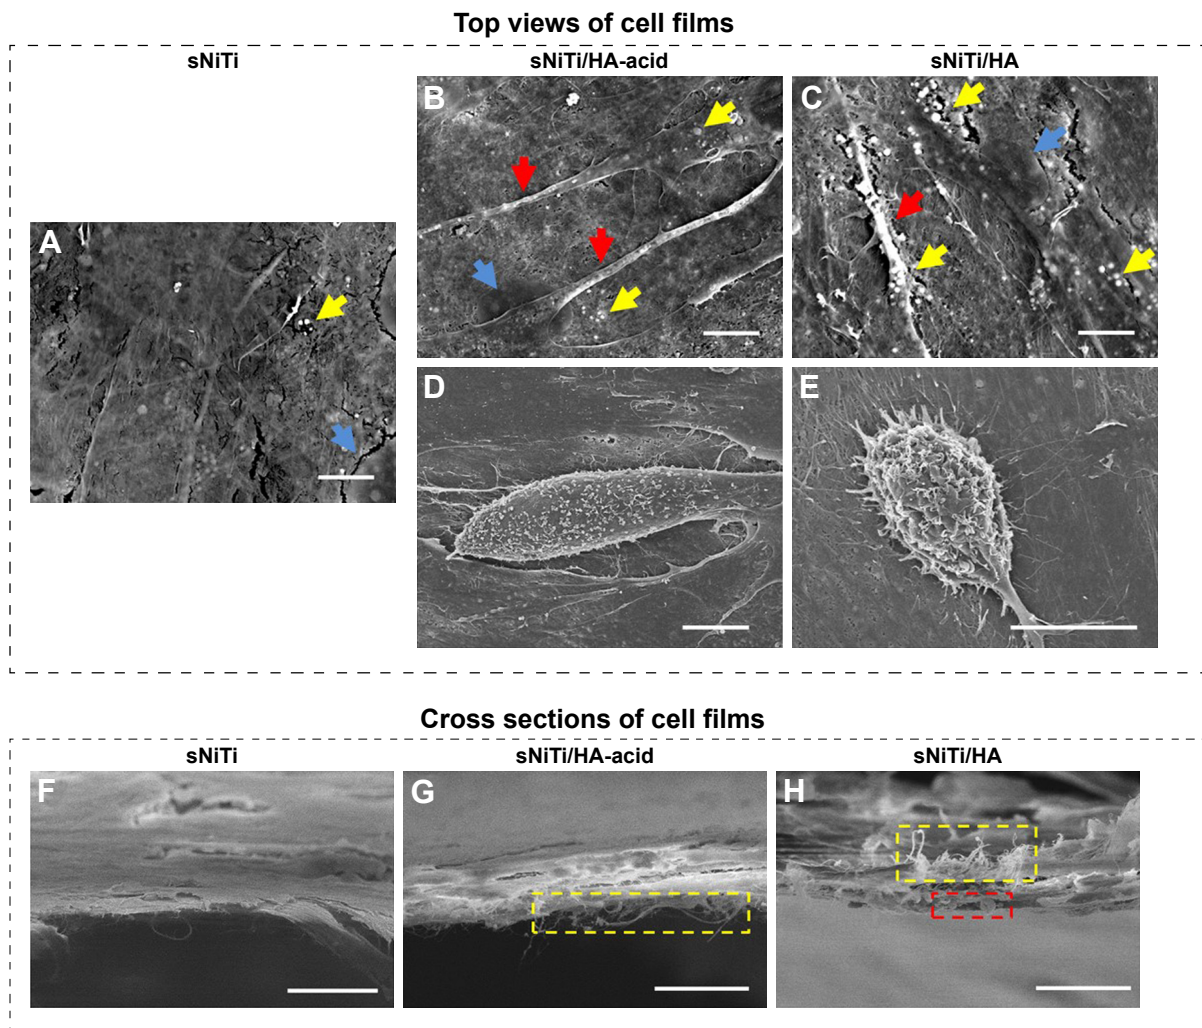 Top views of cell films
sNiTi
sNiTi/HA-acid
sNiTi/HA
A
B
C
D
E
Cross sections of cell films
sNiTi
sNiTi/HA-acid
sNiTi/HA
F
G
H